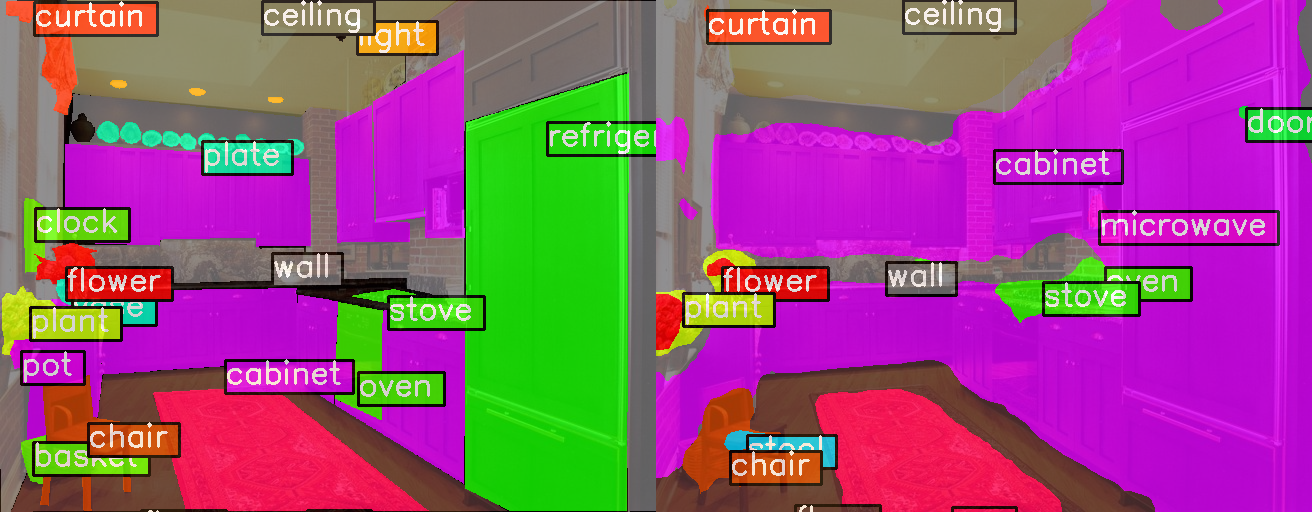 curtain
ceiling
light
plate
refriger
clock
wall
flower
stove
plant
pot
cabinet
oven
chair
basket
curtain
ceiling
door
cabinet
microwave
flower
wall
oven
stove
plant
stool
chair